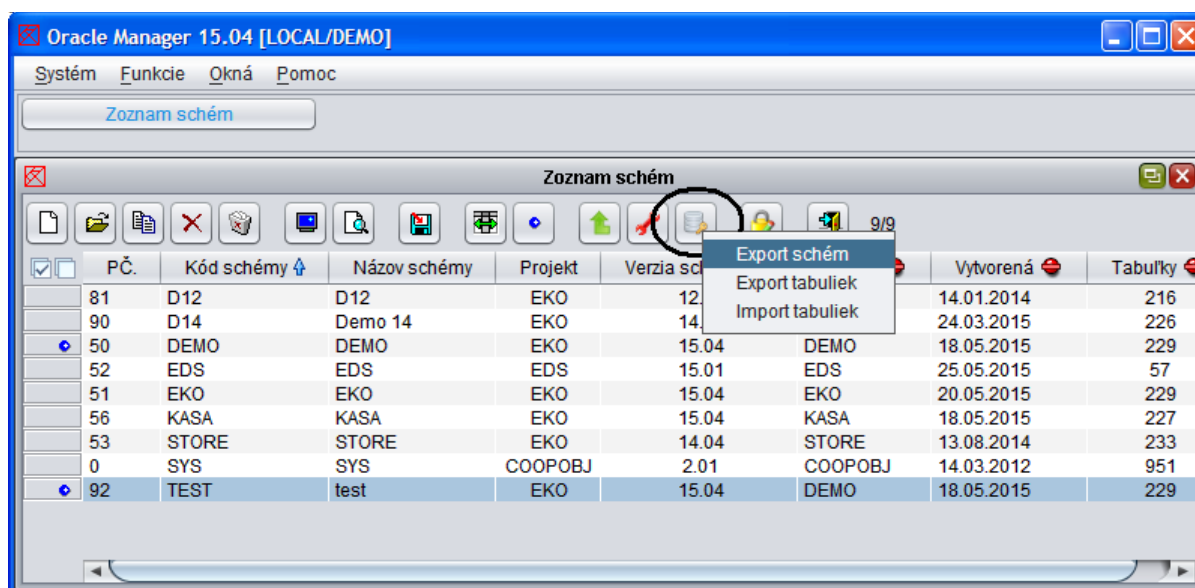 Oracle Manager 15.04 [LOCAL/DEMO]
Systém Funkcie Okná Pomoc
Zoznam schém
Zoznam schém
9/9
Export schém
Export tabuliek
Import tabuliek
PČ. Kód schémy Názov schémy Projekt Verzia Vytvorená Tabuľky
81 D12 D12 EKO 12. 14.01.2014 216
90 D14 Demo 14 EKO 14. 24.03.2015 226
50 DEMO DEMO EKO 15.04 DEMO 18.05.2015 229
52 EDS EDS EDS 15.01 EDS 25.05.2015 57
51 EKO EKO EKO 15.04 EKO 20.05.2015 229
56 KASA KASA EKO 15.04 KASA 18.05.2015 227
53 STORE STORE EKO 14.04 STORE 13.08.2014 233
0 SYS SYS COOPOBJ 2.01 COOPOBJ 14.03.2012 951
92 TEST test EKO 15.04 DEMO 18.05.2015 229